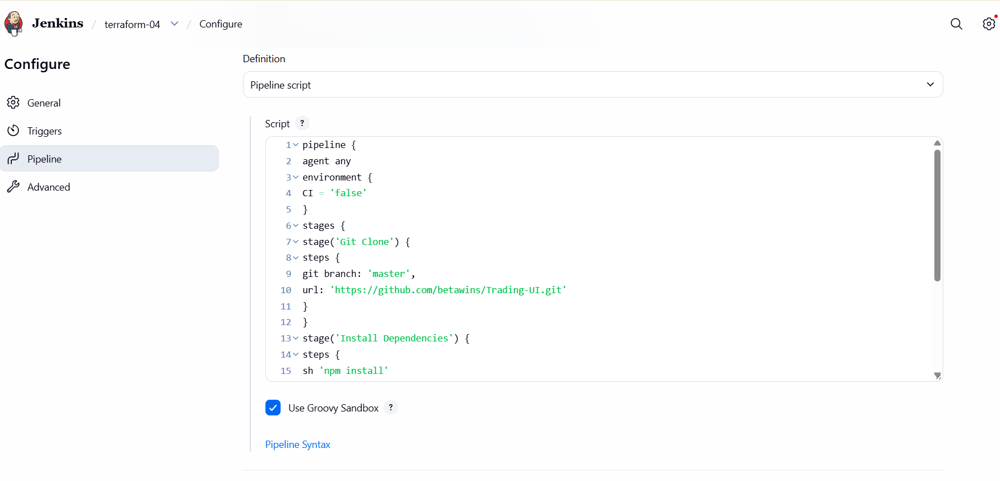 Jenkins / terraform-04 / Configure
Configure
General
Triggers
Pipeline
Advanced
Definition
Pipeline script
Script ?
1 pipeline {
2 agent any
3 environment {
4 CI = 'false'
5 }
6 stages {
7 stage('Git Clone') {
8 steps {
9 git branch: 'master',
10 url: 'https://github.com/betawins/Trading-UI.git'
11 }
12 }
13 stage('Install Dependencies') {
14 steps {
15 sh 'npm install'
Use Groovy Sandbox ?
Pipeline Syntax